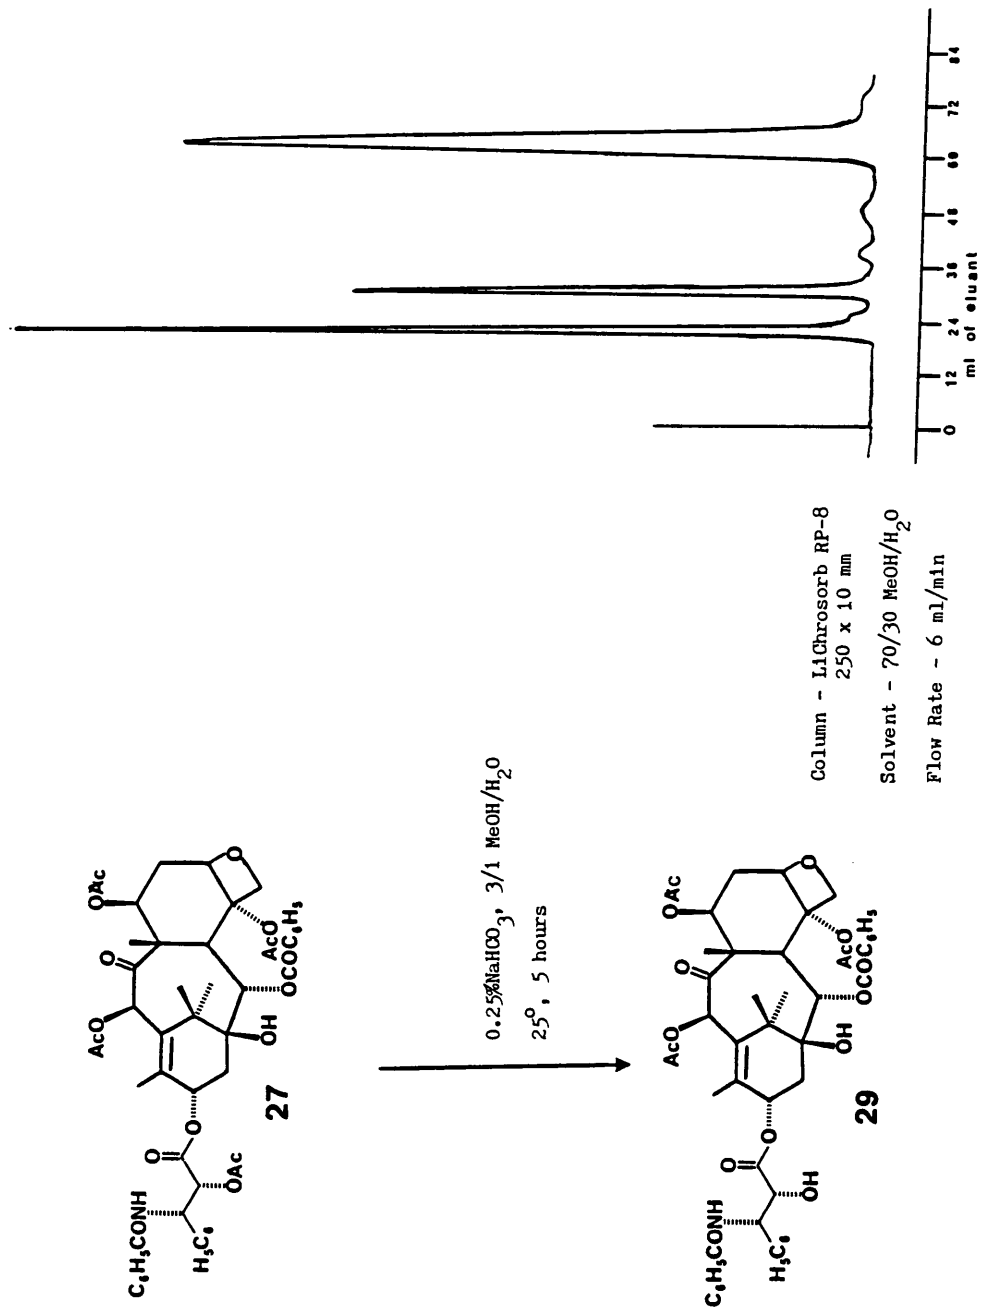 AcO
O
OAc
O
AcO
OCOC₆H₅
OH
C₆H₅CONH
O
H₅C₆
OAc
O
27
0.25%NaHCO₃, 3/1 MeOH/H₂O
25°, 5 hours
AcO
O
OAc
O
AcO
OCOC₆H₅
OH
C₆H₅CONH
O
H₅C₆
OH
O
29
Column - LiChrosorb RP-8
250 x 10 mm
Solvent - 70/30 MeOH/H₂O
Flow Rate - 6 ml/min
0 12 24 36 48 60 72 84
ml of eluant